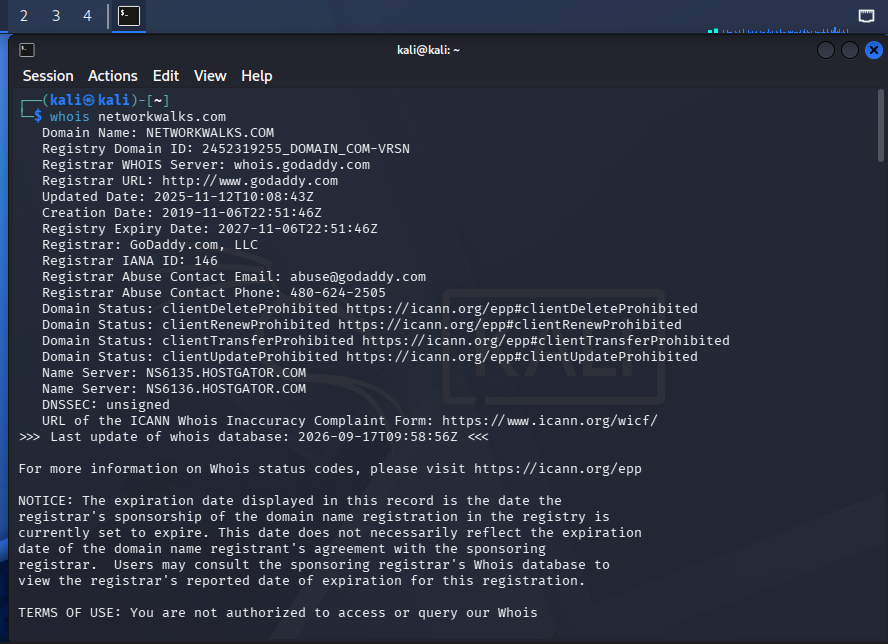 2 3 4
kali@kali: ~
Session Actions Edit View Help
┌──(kali㉿kali)-[~]
└─$ whois networkwalks.com
Domain Name: NETWORKWALKS.COM
Registry Domain ID: 2452319255_DOMAIN_COM-VRSN
Registrar WHOIS Server: whois.godaddy.com
Registrar URL: http://www.godaddy.com
Updated Date: 2025-11-12T10:08:43Z
Creation Date: 2019-11-06T22:51:46Z
Registry Expiry Date: 2027-11-06T22:51:46Z
Registrar: GoDaddy.com, LLC
Registrar IANA ID: 146
Registrar Abuse Contact Email: abuse@godaddy.com
Registrar Abuse Contact Phone: 480-624-2505
Domain Status: clientDeleteProhibited https://icann.org/epp#clientDeleteProhibited
Domain Status: clientRenewProhibited https://icann.org/epp#clientRenewProhibited
Domain Status: clientTransferProhibited https://icann.org/epp#clientTransferProhibited
Domain Status: clientUpdateProhibited https://icann.org/epp#clientUpdateProhibited
Name Server: NS6135.HOSTGATOR.COM
Name Server: NS6136.HOSTGATOR.COM
DNSSEC: unsigned
URL of the ICANN Whois Inaccuracy Complaint Form: https://www.icann.org/wicf/
>>> Last update of whois database: 2026-09-17T09:58:56Z <<<
For more information on Whois status codes, please visit https://icann.org/epp
NOTICE: The expiration date displayed in this record is the date the
registrar's sponsorship of the domain name registration in the registry is
currently set to expire. This date does not necessarily reflect the expiration
date of the domain name registrant's agreement with the sponsoring
registrar.  Users may consult the sponsoring registrar's Whois database to
view the registrar's reported date of expiration for this registration.
TERMS OF USE: You are not authorized to access or query our Whois
KALI